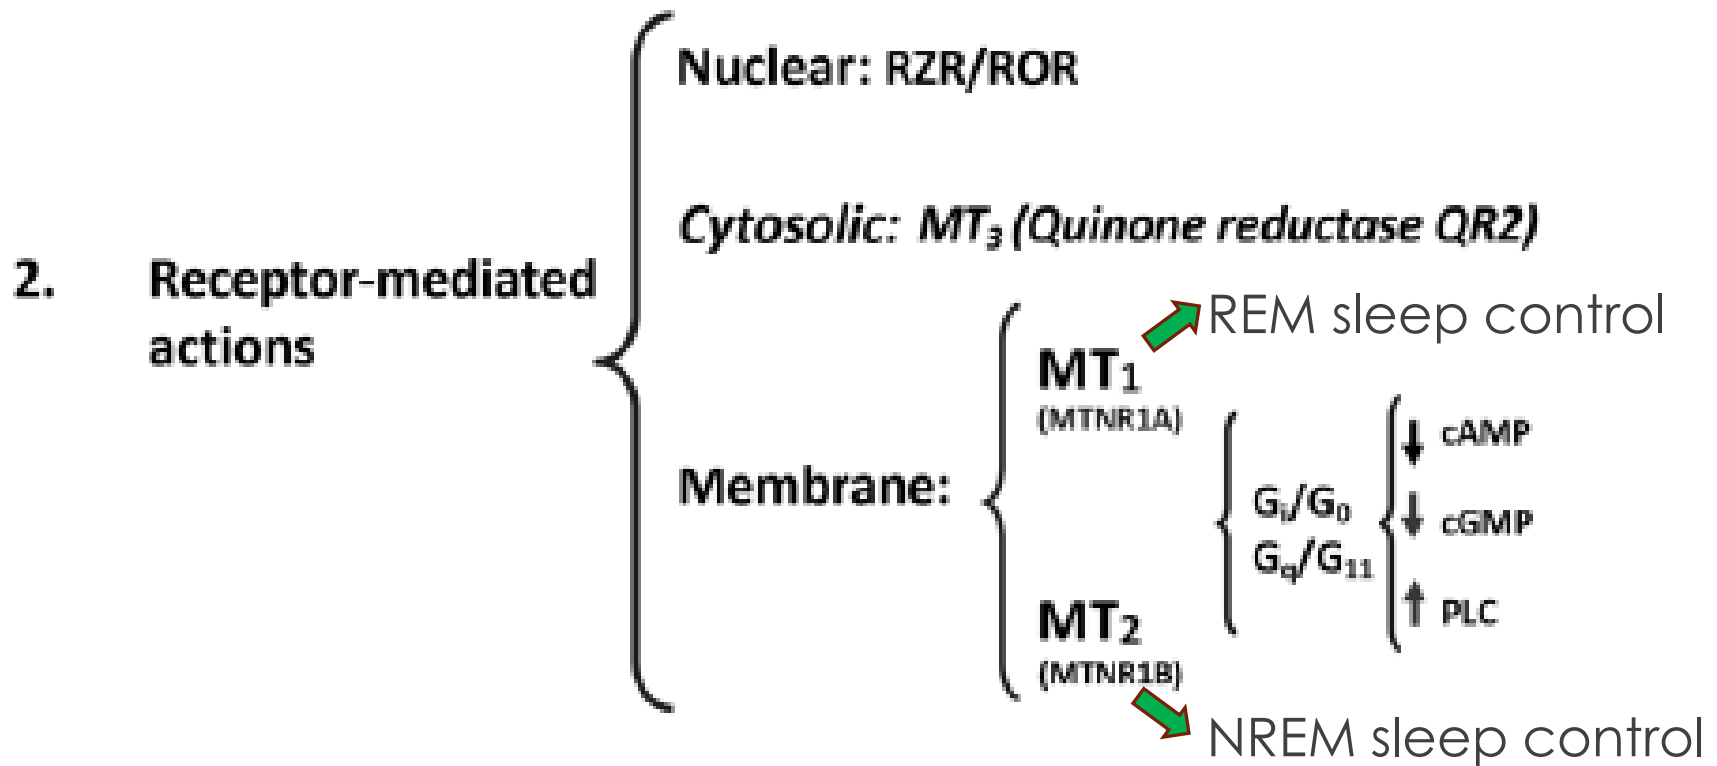 Nuclear: RZR/ROR
Cytosolic: MT₃ (Quinone reductase QR2)
2. Receptor-mediated
actions
REM sleep control
MT₁
(MTNR1A)
Membrane:
Gᵢ/G₀
G_q/G₁₁
↓ cAMP
↓ cGMP
↑ PLC
MT₂
(MTNR1B)
NREM sleep control